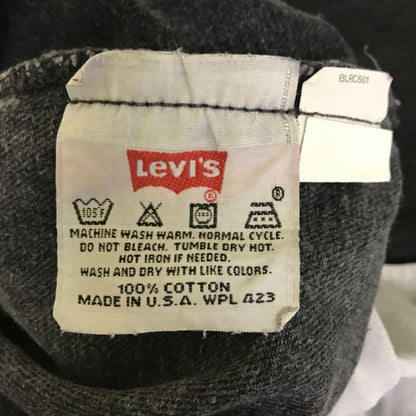 BLRC501
Levi's
®
105°F
®
MACHINE WASH WARM. NORMAL CYCLE.
DO NOT BLEACH. TUMBLE DRY HOT.
HOT IRON IF NEEDED.
WASH AND DRY WITH LIKE COLORS.
100% COTTON
MADE IN U.S.A. WPL 423